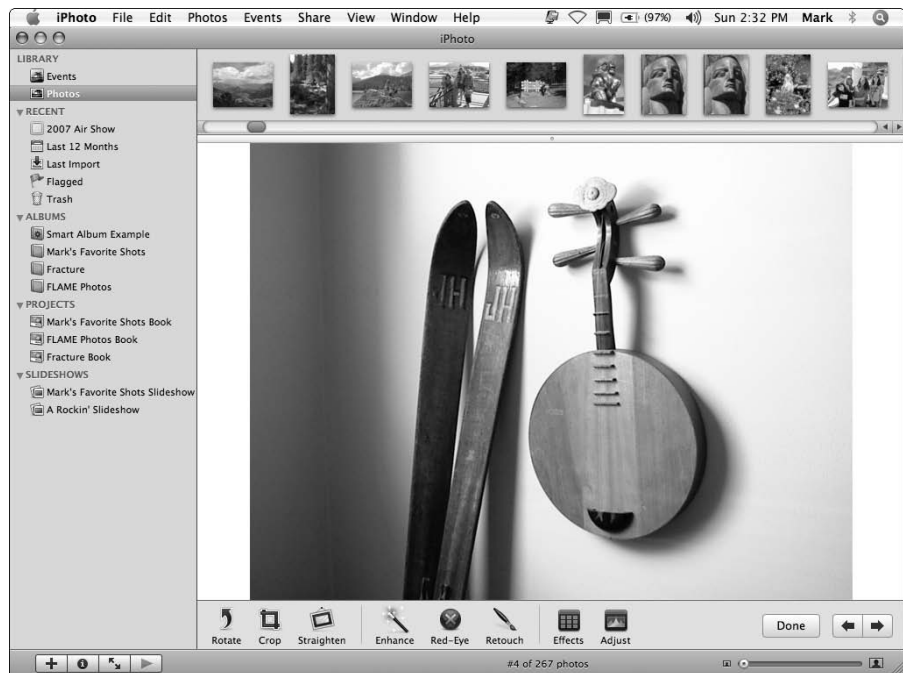 iPhoto File Edit Photos Events Share View Window Help (97%) Sun 2:32 PM Mark
iPhoto
LIBRARY
Events
Photos
RECENT
2007 Air Show
Last 12 Months
Last Import
Flagged
Trash
ALBUMS
Smart Album Example
Mark's Favorite Shots
Fracture
FLAME Photos
PROJECTS
Mark's Favorite Shots Book
FLAME Photos Book
Fracture Book
SLIDESHOWS
Mark's Favorite Shots Slideshow
A Rockin' Slideshow
JH JH
Rotate Crop Straighten Enhance Red-Eye Retouch Effects Adjust Done
#4 of 267 photos